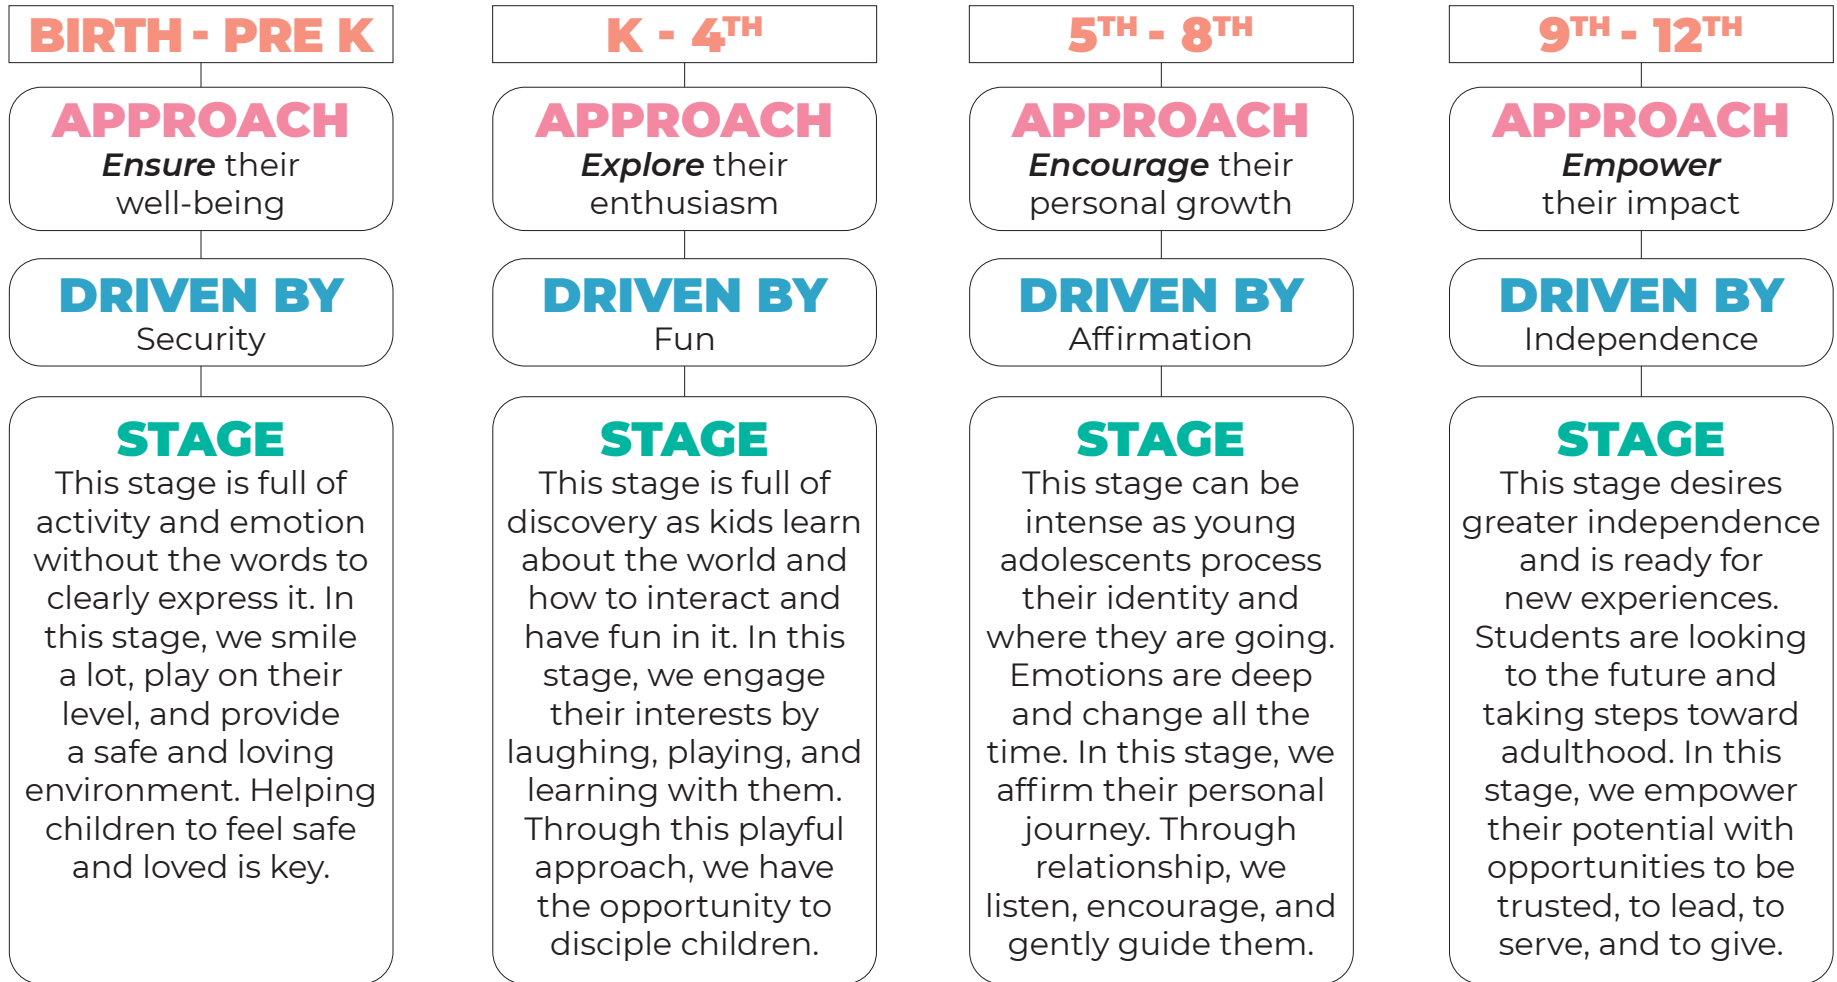 BIRTH - PRE K
APPROACH
Ensure their
well-being
DRIVEN BY
Security
STAGE
This stage is full of
activity and emotion
without the words to
clearly express it. In
this stage, we smile
a lot, play on their
level, and provide
a safe and loving
environment. Helping
children to feel safe
and loved is key.
K - 4TH
APPROACH
Explore their
enthusiasm
DRIVEN BY
Fun
STAGE
This stage is full of
discovery as kids learn
about the world and
how to interact and
have fun in it. In this
stage, we engage
their interests by
laughing, playing, and
learning with them.
Through this playful
approach, we have
the opportunity to
disciple children.
5TH - 8TH
APPROACH
Encourage their
personal growth
DRIVEN BY
Affirmation
STAGE
This stage can be
intense as young
adolescents process
their identity and
where they are going.
Emotions are deep
and change all the
time. In this stage, we
affirm their personal
journey. Through
relationship, we
listen, encourage, and
gently guide them.
9TH - 12TH
APPROACH
Empower
their impact
DRIVEN BY
Independence
STAGE
This stage desires
greater independence
and is ready for
new experiences.
Students are looking
to the future and
taking steps toward
adulthood. In this
stage, we empower
their potential with
opportunities to be
trusted, to lead, to
serve, and to give.